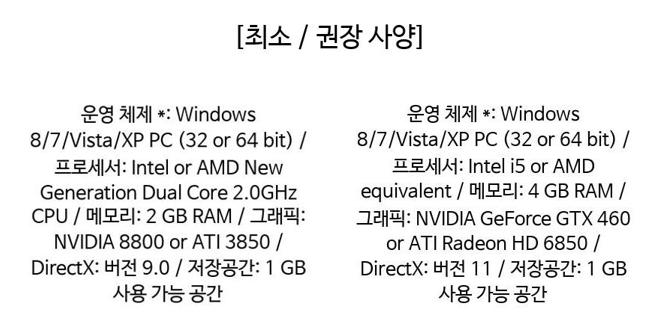 [최소 / 권장 사양]
운영 체제 *: Windows
8/7/Vista/XP PC (32 or 64 bit) /
프로세서: Intel or AMD New
Generation Dual Core 2.0GHz
CPU / 메모리: 2 GB RAM / 그래픽:
NVIDIA 8800 or ATI 3850 /
DirectX: 버전 9.0 / 저장공간: 1 GB
사용 가능 공간
운영 체제 *: Windows
8/7/Vista/XP PC (32 or 64 bit) /
프로세서: Intel i5 or AMD
equivalent / 메모리: 4 GB RAM /
그래픽: NVIDIA GeForce GTX 460
or ATI Radeon HD 6850 /
DirectX: 버전 11 / 저장공간: 1 GB
사용 가능 공간